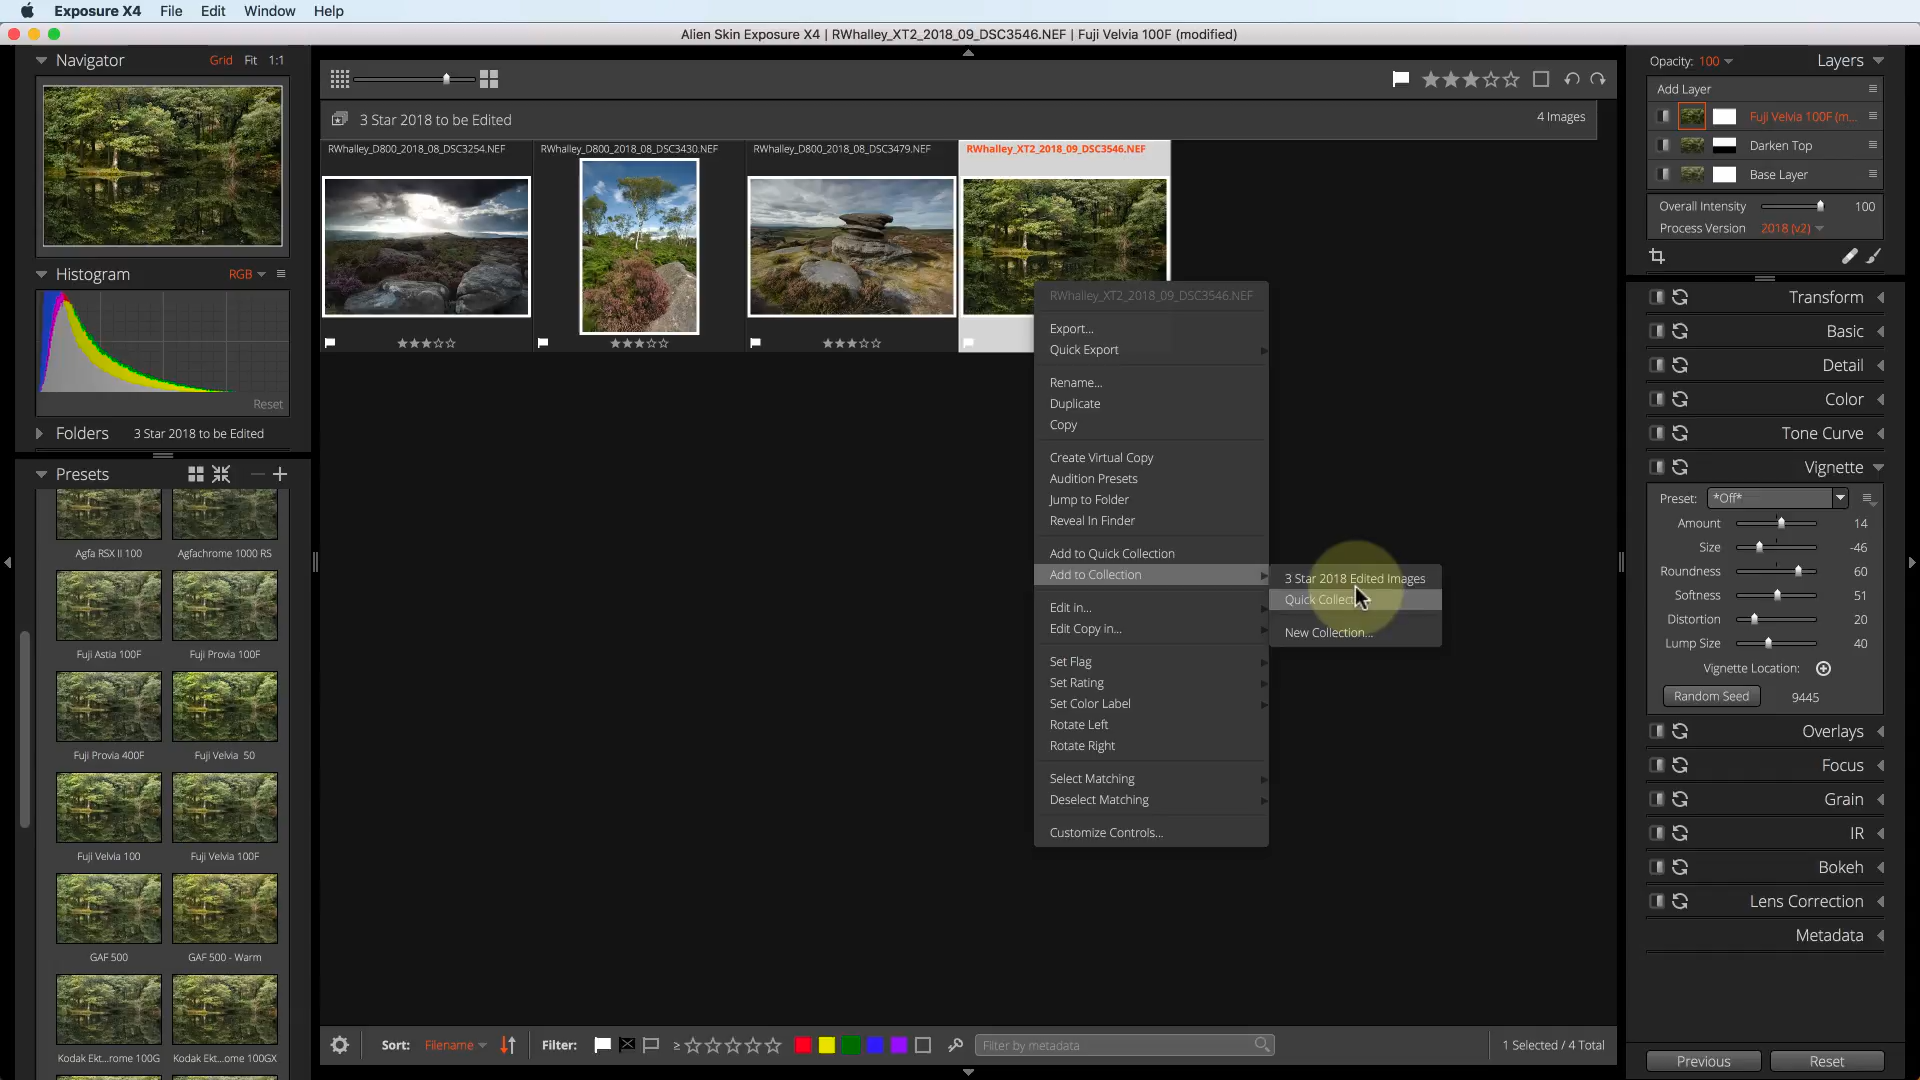 Exposure X4 File Edit Window Help
Alien Skin Exposure X4 | RWhalley_XT2_2018_09_DSC3546.NEF | Fuji Velvia 100F (modified)
Navigator Grid Fit 1:1
Histogram RGB
Reset
Folders 3 Star 2018 to be Edited
Presets
Agfa RSX II 100 Agfachrome 1000 RS
Fuji Astia 100F Fuji Provia 100F
Fuji Provia 400F Fuji Velvia 50
Fuji Velvia 100 Fuji Velvia 100F
GAF 500 GAF 500 - Warm
Kodak Ekt...rome 100G Kodak Ekt...ome 100GX
3 Star 2018 to be Edited 4 Images
RWhalley_D800_2018_08_DSC3254.NEF RWhalley_D800_2018_08_DSC3430.NEF RWhalley_D800_2018_08_DSC3479.NEF RWhalley_XT2_2018_09_DSC3546.NEF
RWhalley_XT2_2018_09_DSC3546.NEF
Export...
Quick Export
Rename...
Duplicate
Copy
Create Virtual Copy
Audition Presets
Jump to Folder
Reveal In Finder
Add to Quick Collection
Add to Collection
Edit in...
Edit Copy in...
Set Flag
Set Rating
Set Color Label
Rotate Left
Rotate Right
Select Matching
Deselect Matching
Customize Controls...
3 Star 2018 Edited Images
Quick Collect
New Collection...
Sort: Filename Filter: ≥ Filter by metadata 1 Selected / 4 Total
Opacity: 100 Layers
Add Layer
Fuji Velvia 100F (m...
Darken Top
Base Layer
Overall Intensity 100
Process Version 2018 (v2)
Transform
Basic
Detail
Color
Tone Curve
Vignette
Preset: *Off*
Amount 14
Size -46
Roundness 60
Softness 51
Distortion 20
Lump Size 40
Vignette Location:
Random Seed 9445
Overlays
Focus
Grain
IR
Bokeh
Lens Correction
Metadata
Previous Reset